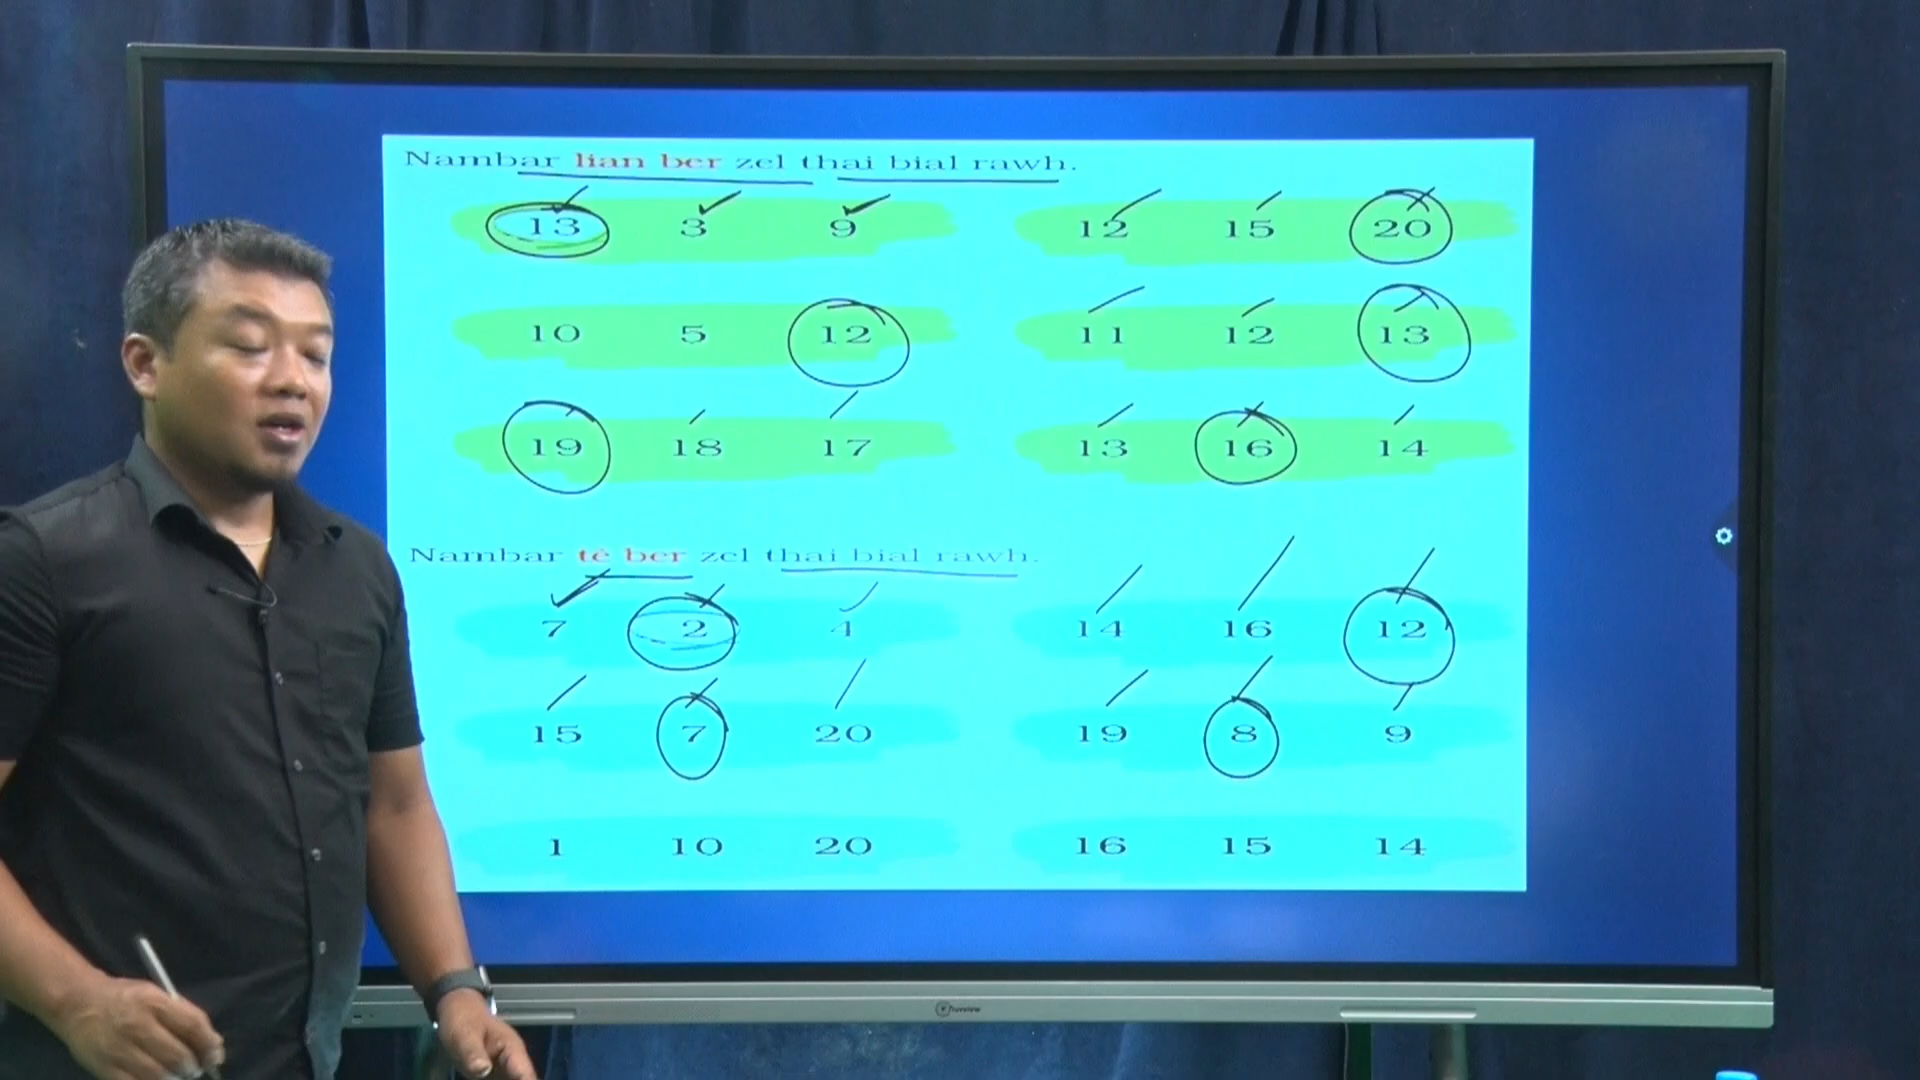 Nambar lian ber zel thai bial rawh.
13 3 9 12 15 20
10 5 12 11 12 13
19 18 17 13 16 14
Nambar tê ber zel thai bial rawh.
7 2 4 14 16 12
15 7 20 19 8 9
1 10 20 16 15 14